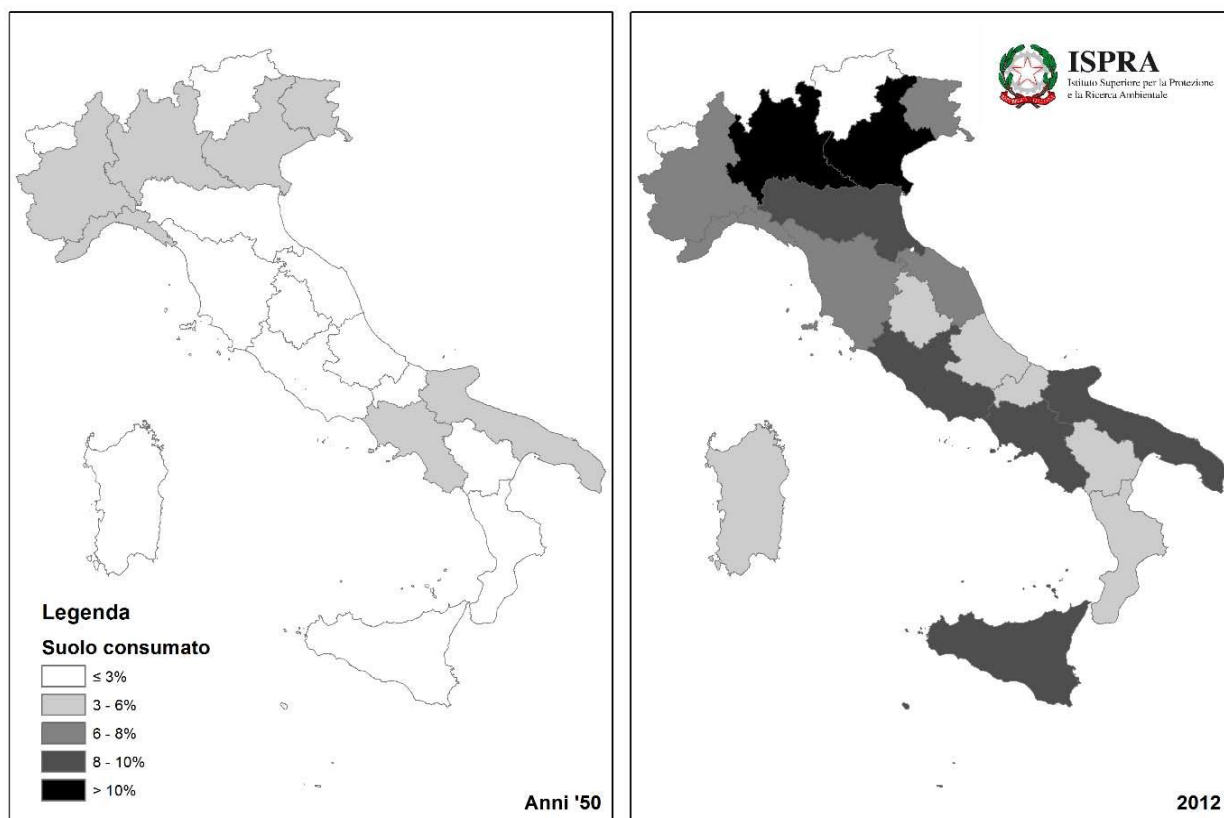 Legenda
Suolo consumato
≤ 3%
3 - 6%
6 - 8%
8 - 10%
> 10%
Anni '50
ISPRA
Istituto Superiore per la Protezione
e la Ricerca Ambientale
2012